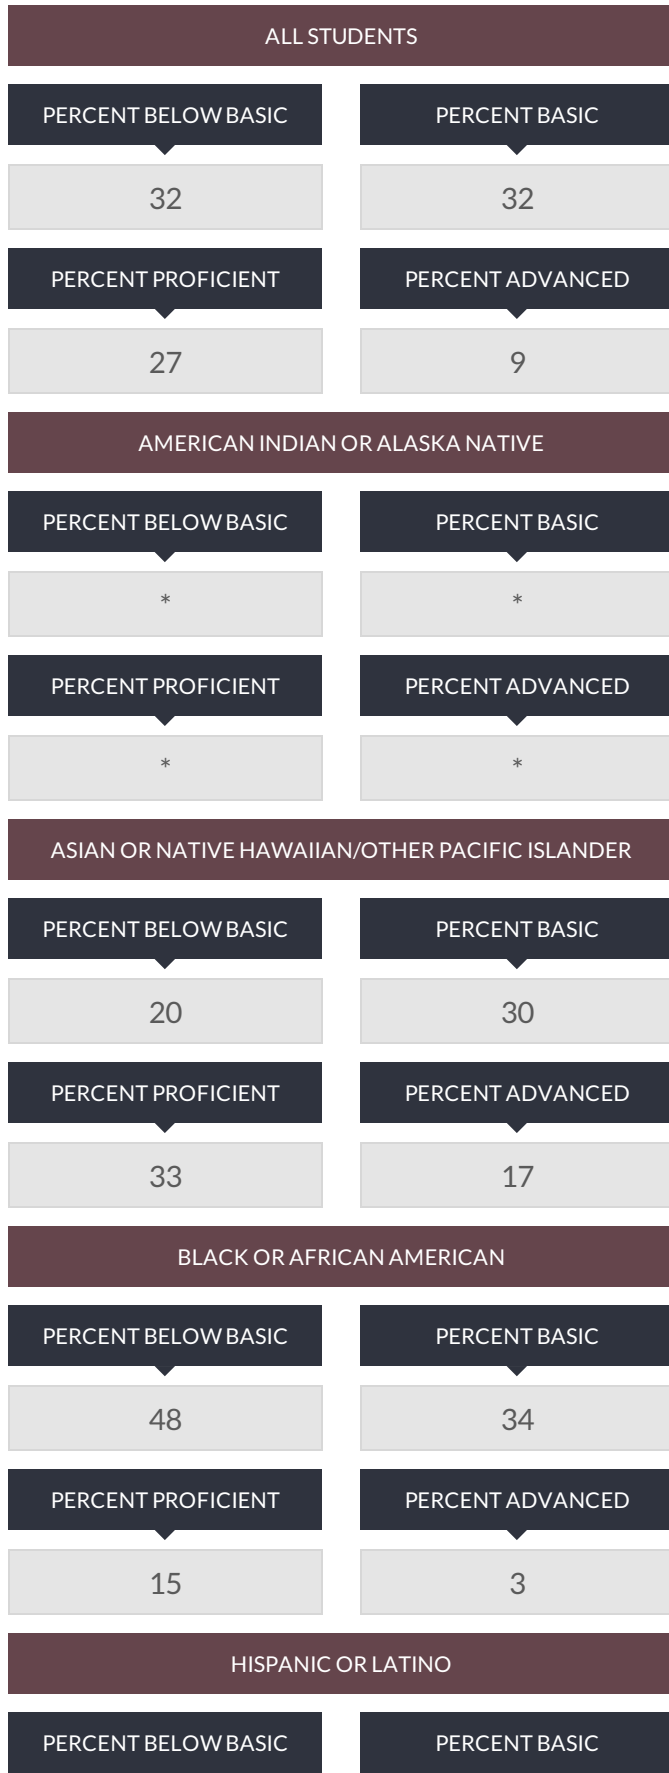 ALL STUDENTS
PERCENT BELOW BASIC PERCENT BASIC
32 32
PERCENT PROFICIENT PERCENT ADVANCED
27 9
AMERICAN INDIAN OR ALASKA NATIVE
PERCENT BELOW BASIC PERCENT BASIC
* *
PERCENT PROFICIENT PERCENT ADVANCED
* *
ASIAN OR NATIVE HAWAIIAN/OTHER PACIFIC ISLANDER
PERCENT BELOW BASIC PERCENT BASIC
20 30
PERCENT PROFICIENT PERCENT ADVANCED
33 17
BLACK OR AFRICAN AMERICAN
PERCENT BELOW BASIC PERCENT BASIC
48 34
PERCENT PROFICIENT PERCENT ADVANCED
15 3
HISPANIC OR LATINO
PERCENT BELOW BASIC PERCENT BASIC